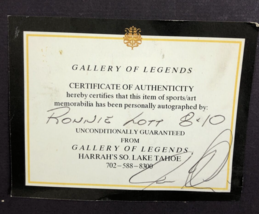 GALLERY OF LEGENDS
CERTIFICATE OF AUTHENTICITY
hereby certifies that this item of sports/art
memorabilia has been personally autographed by:
RONNIE LOTT 8x10
UNCONDITIONALLY GUARANTEED
FROM
GALLERY OF LEGENDS
HARRAH'S SO. LAKE TAHOE
702-588-8300